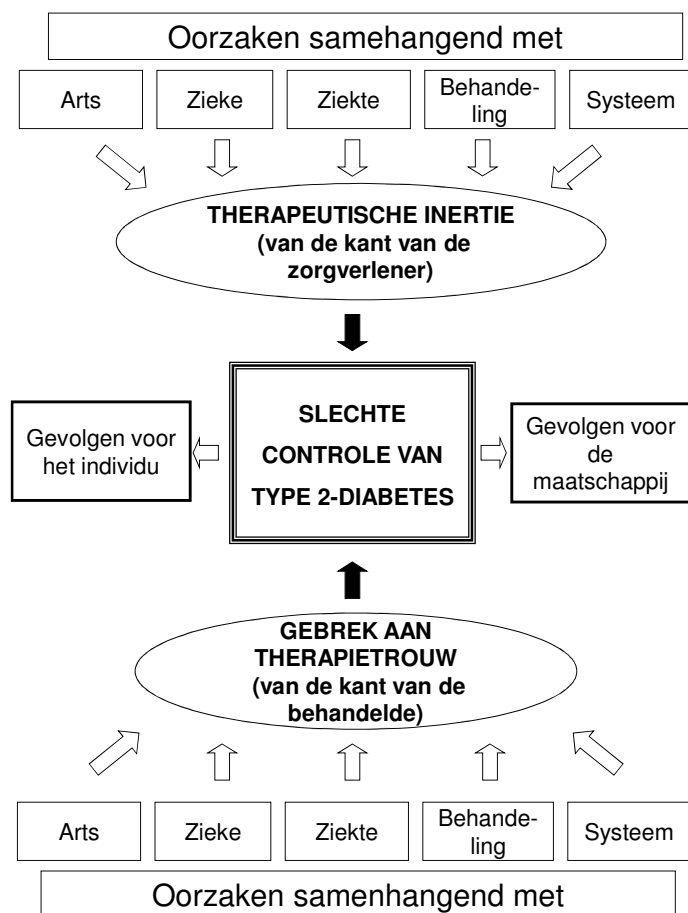 Oorzaken samehangend met
Arts
Zieke
Ziekte
Behande-
ling
Systeem
THERAPEUTISCHE INERTIE
(van de kant van de
zorgverlener)
Gevolgen voor
het individu
SLECHTE
CONTROLE VAN
TYPE 2-DIABETES
Gevolgen voor
de
maatschappij
GEBREK AAN
THERAPIETROUW
(van de kant van de
behandelde)
Arts
Zieke
Ziekte
Behande-
ling
Systeem
Oorzaken samenhangend met